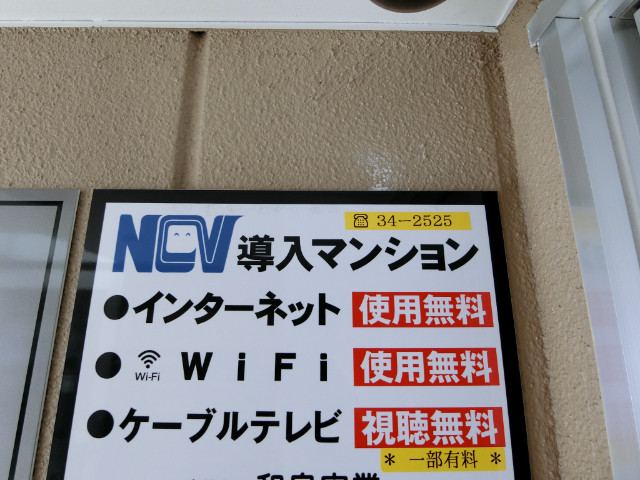 ☎ 34-2525
NCV 導入マンション
●インターネット 使用無料
● Wi-Fi WiFi 使用無料
●ケーブルテレビ 視聴無料
* 一部有料 *